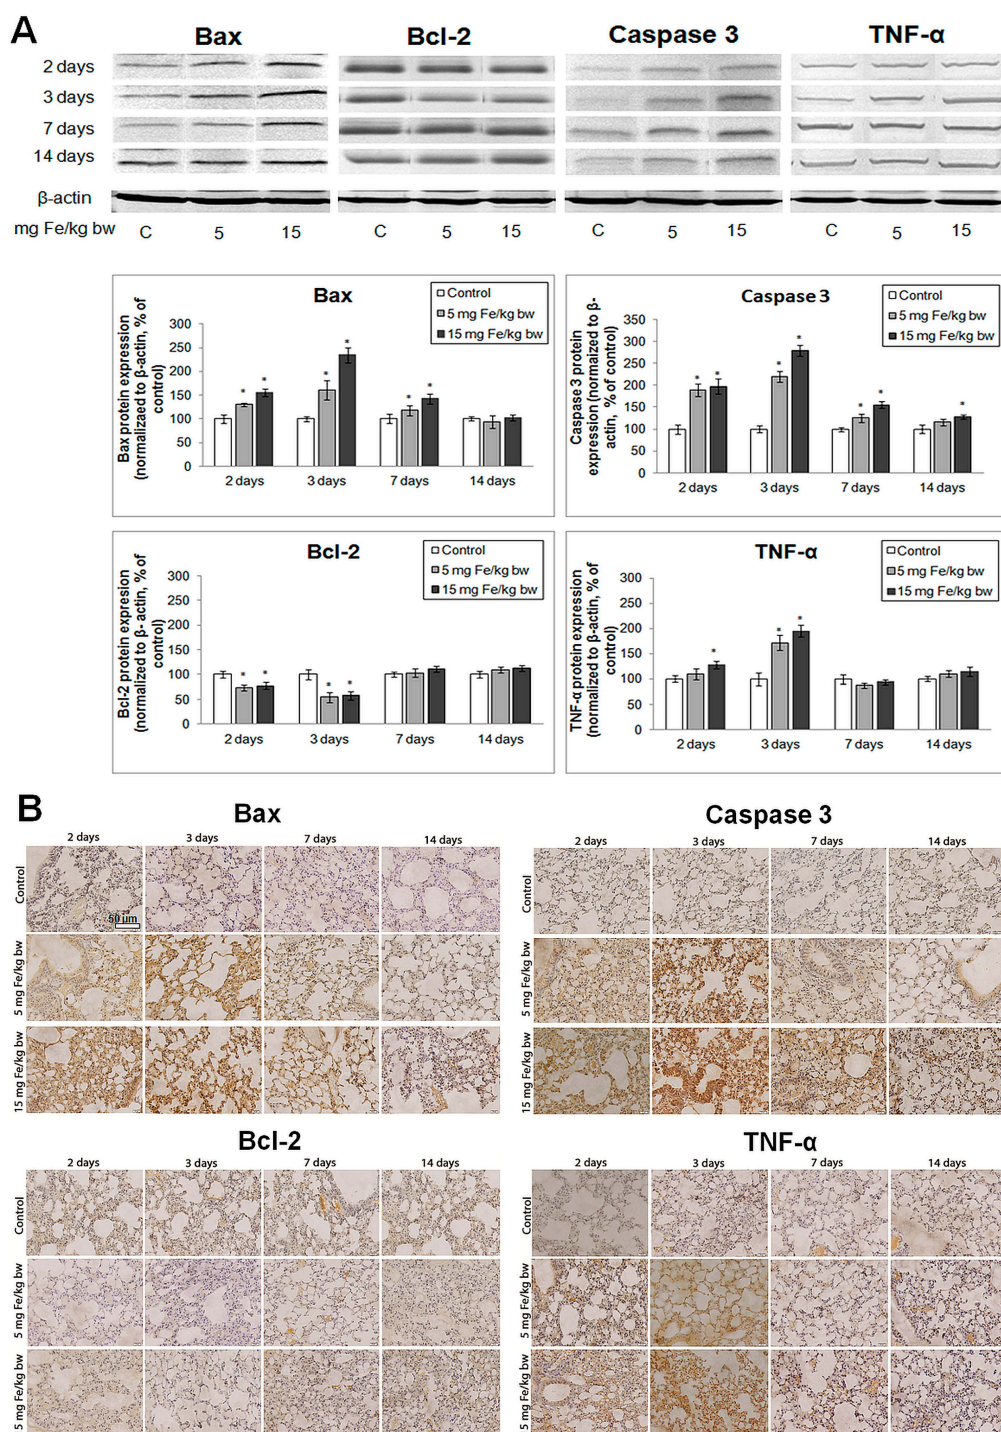 A
Bax Bcl-2 Caspase 3 TNF-α
2 days
3 days
7 days
14 days
β-actin
mg Fe/kg bw C 5 15 C 5 15 C 5 15 C 5 15
Bax
Control
5 mg Fe/kg bw
15 mg Fe/kg bw
Bax protein expression
(normalizaed to β-actin, % of
control)
300
250
200
150
100
50
0
2 days 3 days 7 days 14 days
Caspase 3
Control
5 mg Fe/kg bw
15 mg Fe/kg bw
Caspase 3 protein
expression (normaized to β-
actin, % of control)
350
300
250
200
150
100
50
0
2 days 3 days 7 days 14 days
Bcl-2
Control
5 mg Fe/kg bw
15 mg Fe/kg bw
Bcl-2 protein expression
(normalized to β- actin, % of
control)
300
250
200
150
100
50
0
2 days 3 days 7 days 14 days
TNF-α
Control
5 mg Fe/kg bw
15 mg Fe/kg bw
TNF-α protein expression
(normalized to β-actin, % of
control)
300
250
200
150
100
50
0
2 days 3 days 7 days 14 days
B
Bax
2 days 3 days 7 days 14 days
Control
50 µm
5 mg Fe/kg bw
15 mg Fe/kg bw
Caspase 3
2 days 3 days 7 days 14 days
Control
5 mg Fe/kg bw
15 mg Fe/kg bw
Bcl-2
2 days 3 days 7 days 14 days
Control
5 mg Fe/kg bw
5 mg Fe/kg bw
TNF-α
2 days 3 days 7 days 14 days
Control
5 mg Fe/kg bw
5 mg Fe/kg bw